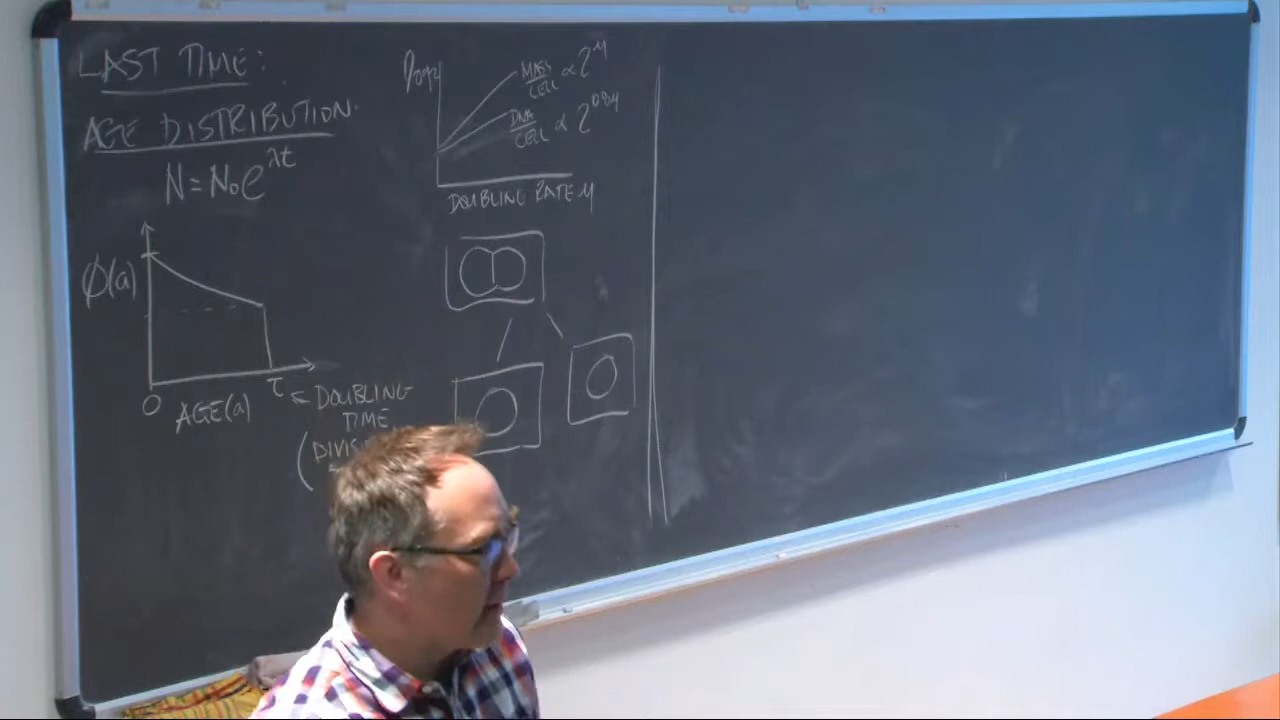 LAST TIME:
AGE DISTRIBUTION
N = N₀e^λt
ϕ(a)
0
AGE(a)
τ = DOUBLING
TIME
(DIVIS
MASS
CELL ∝ 2^μ
DNA
CELL ∝ 2^0.8μ
DOUBLING RATE μ